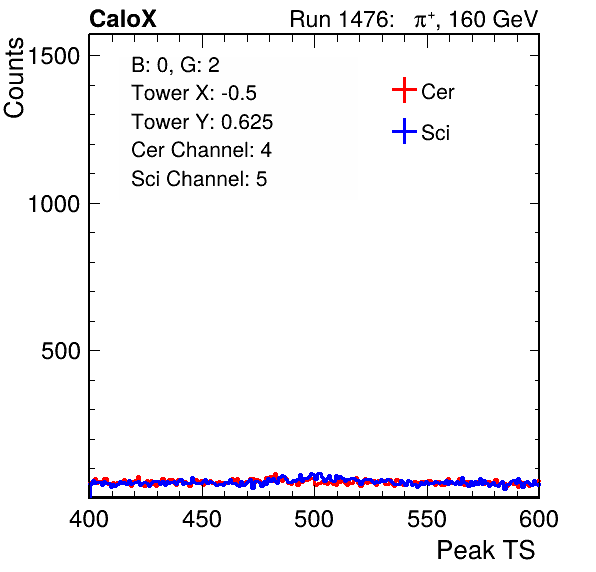 CaloX Run 1476: π⁺, 160 GeV
Counts
1500
1000
500
B: 0, G: 2
Tower X: -0.5
Tower Y: 0.625
Cer Channel: 4
Sci Channel: 5
Cer
Sci
400 450 500 550 600
Peak TS